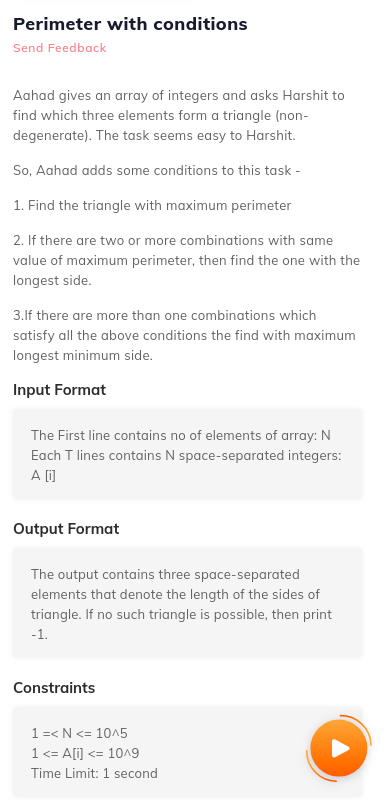 Perimeter with conditions
Send Feedback
Aahad gives an array of integers and asks Harshit to
find which three elements form a triangle (non-
degenerate). The task seems easy to Harshit.
So, Aahad adds some conditions to this task -
1. Find the triangle with maximum perimeter
2. If there are two or more combinations with same
value of maximum perimeter, then find the one with the
longest side.
3.If there are more than one combinations which
satisfy all the above conditions the find with maximum
longest minimum side.
Input Format
The First line contains no of elements of array: N
Each T lines contains N space-separated integers:
A [i]
Output Format
The output contains three space-separated
elements that denote the length of the sides of
triangle. If no such triangle is possible, then print
-1.
Constraints
1 =< N <= 10^5
1 <= A[i] <= 10^9
Time Limit: 1 second